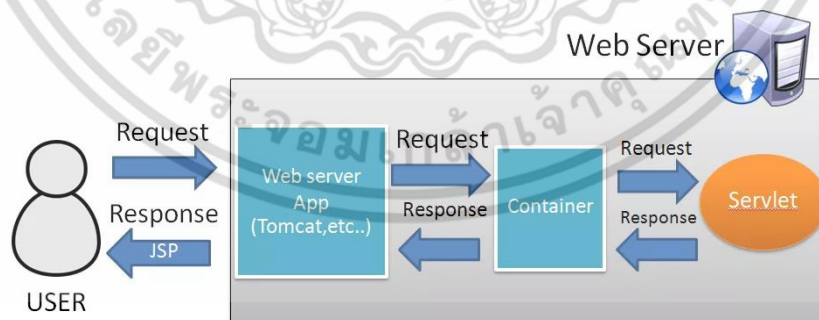 Web Server
Request
Response
JSP
USER
Web server
App
(Tomcat,etc..)
Request
Response
Container
Request
Response
Servlet